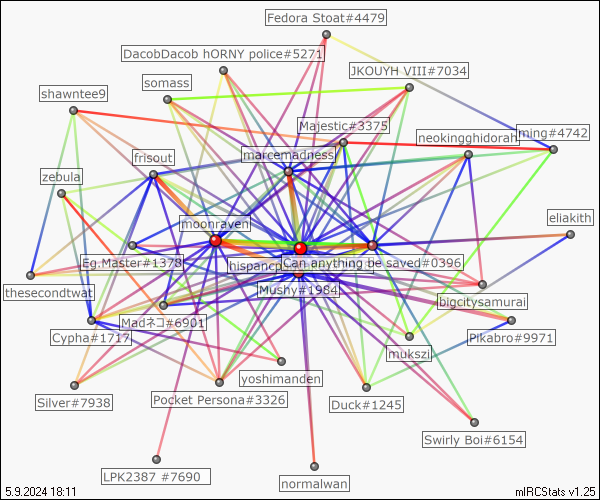 Fedora Stoat#4479
DacobDacob hORNY police#5271
JKOUYH VIII#7034
somass
shawntee9
Majestic#3375
ming#4742
neokingghidorah
marcemadness
frisout
zebula
eliakith
moonraven
Eg.Master#1378
hispancp
Can anything be saved#0396
thesecondtwat
Mushy#1984
bigcitysamurai
Madネコ#6901
Cypha#1717
Pikabro#9971
mukszi
yoshimanden
Silver#7938
Pocket Persona#3326
Duck#1245
Swirly Boi#6154
LPK2387 #7690
normalwan
5.9.2024 18:11
mIRCStats v1.25